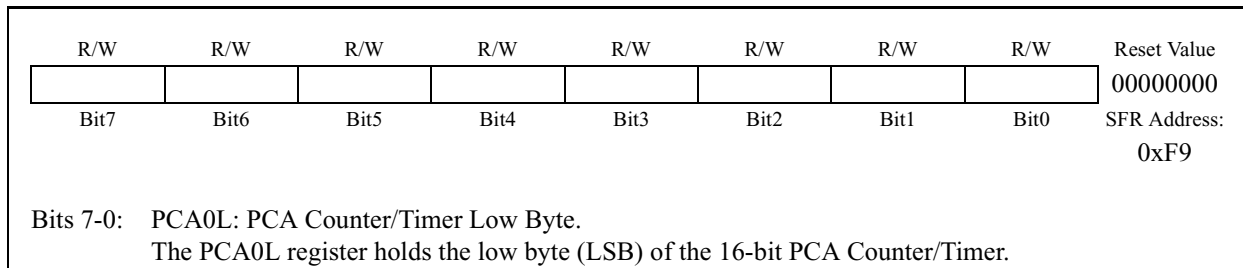 R/W R/W R/W R/W R/W R/W R/W R/W Reset Value
00000000
Bit7 Bit6 Bit5 Bit4 Bit3 Bit2 Bit1 Bit0 SFR Address:
0xF9
Bits 7-0: PCA0L: PCA Counter/Timer Low Byte.
The PCA0L register holds the low byte (LSB) of the 16-bit PCA Counter/Timer.